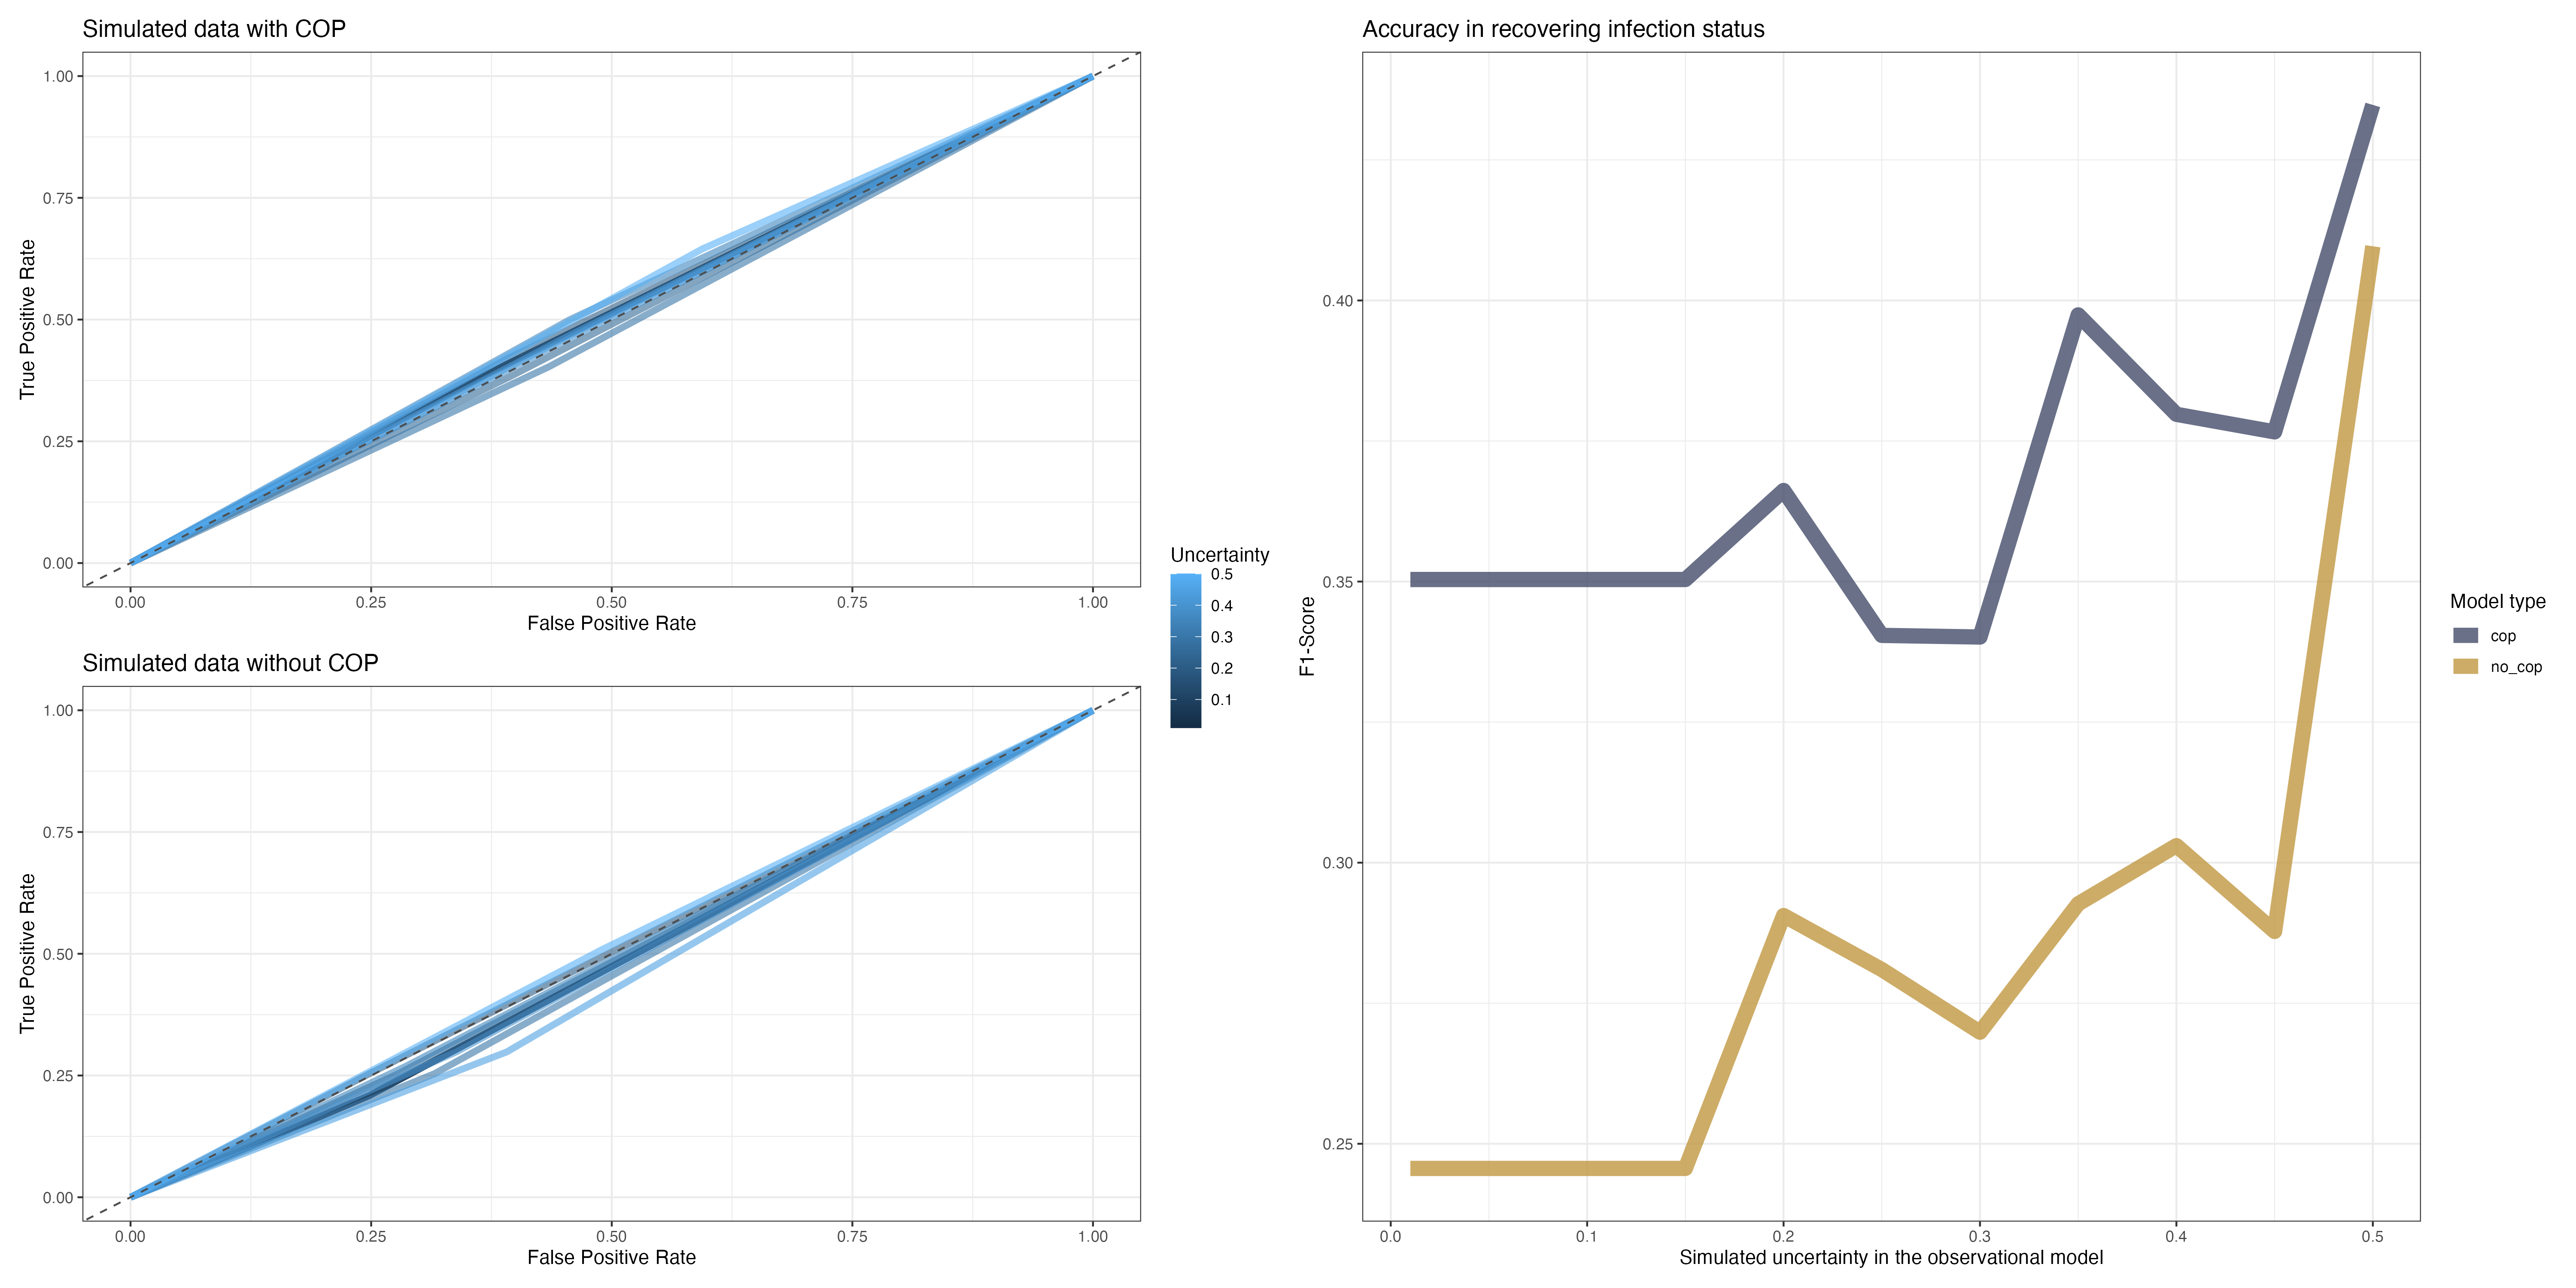 Simulated data with COP
True Positive Rate
1.00
0.75
0.50
0.25
0.00
0.00 0.25 0.50 0.75 1.00
False Positive Rate
Simulated data without COP
True Positive Rate
1.00
0.75
0.50
0.25
0.00
0.00 0.25 0.50 0.75 1.00
False Positive Rate
Uncertainty
0.5
0.4
0.3
0.2
0.1
Accuracy in recovering infection status
F1-Score
0.40
0.35
0.30
0.25
0.0 0.1 0.2 0.3 0.4 0.5
Simulated uncertainty in the observational model
Model type
cop
no_cop